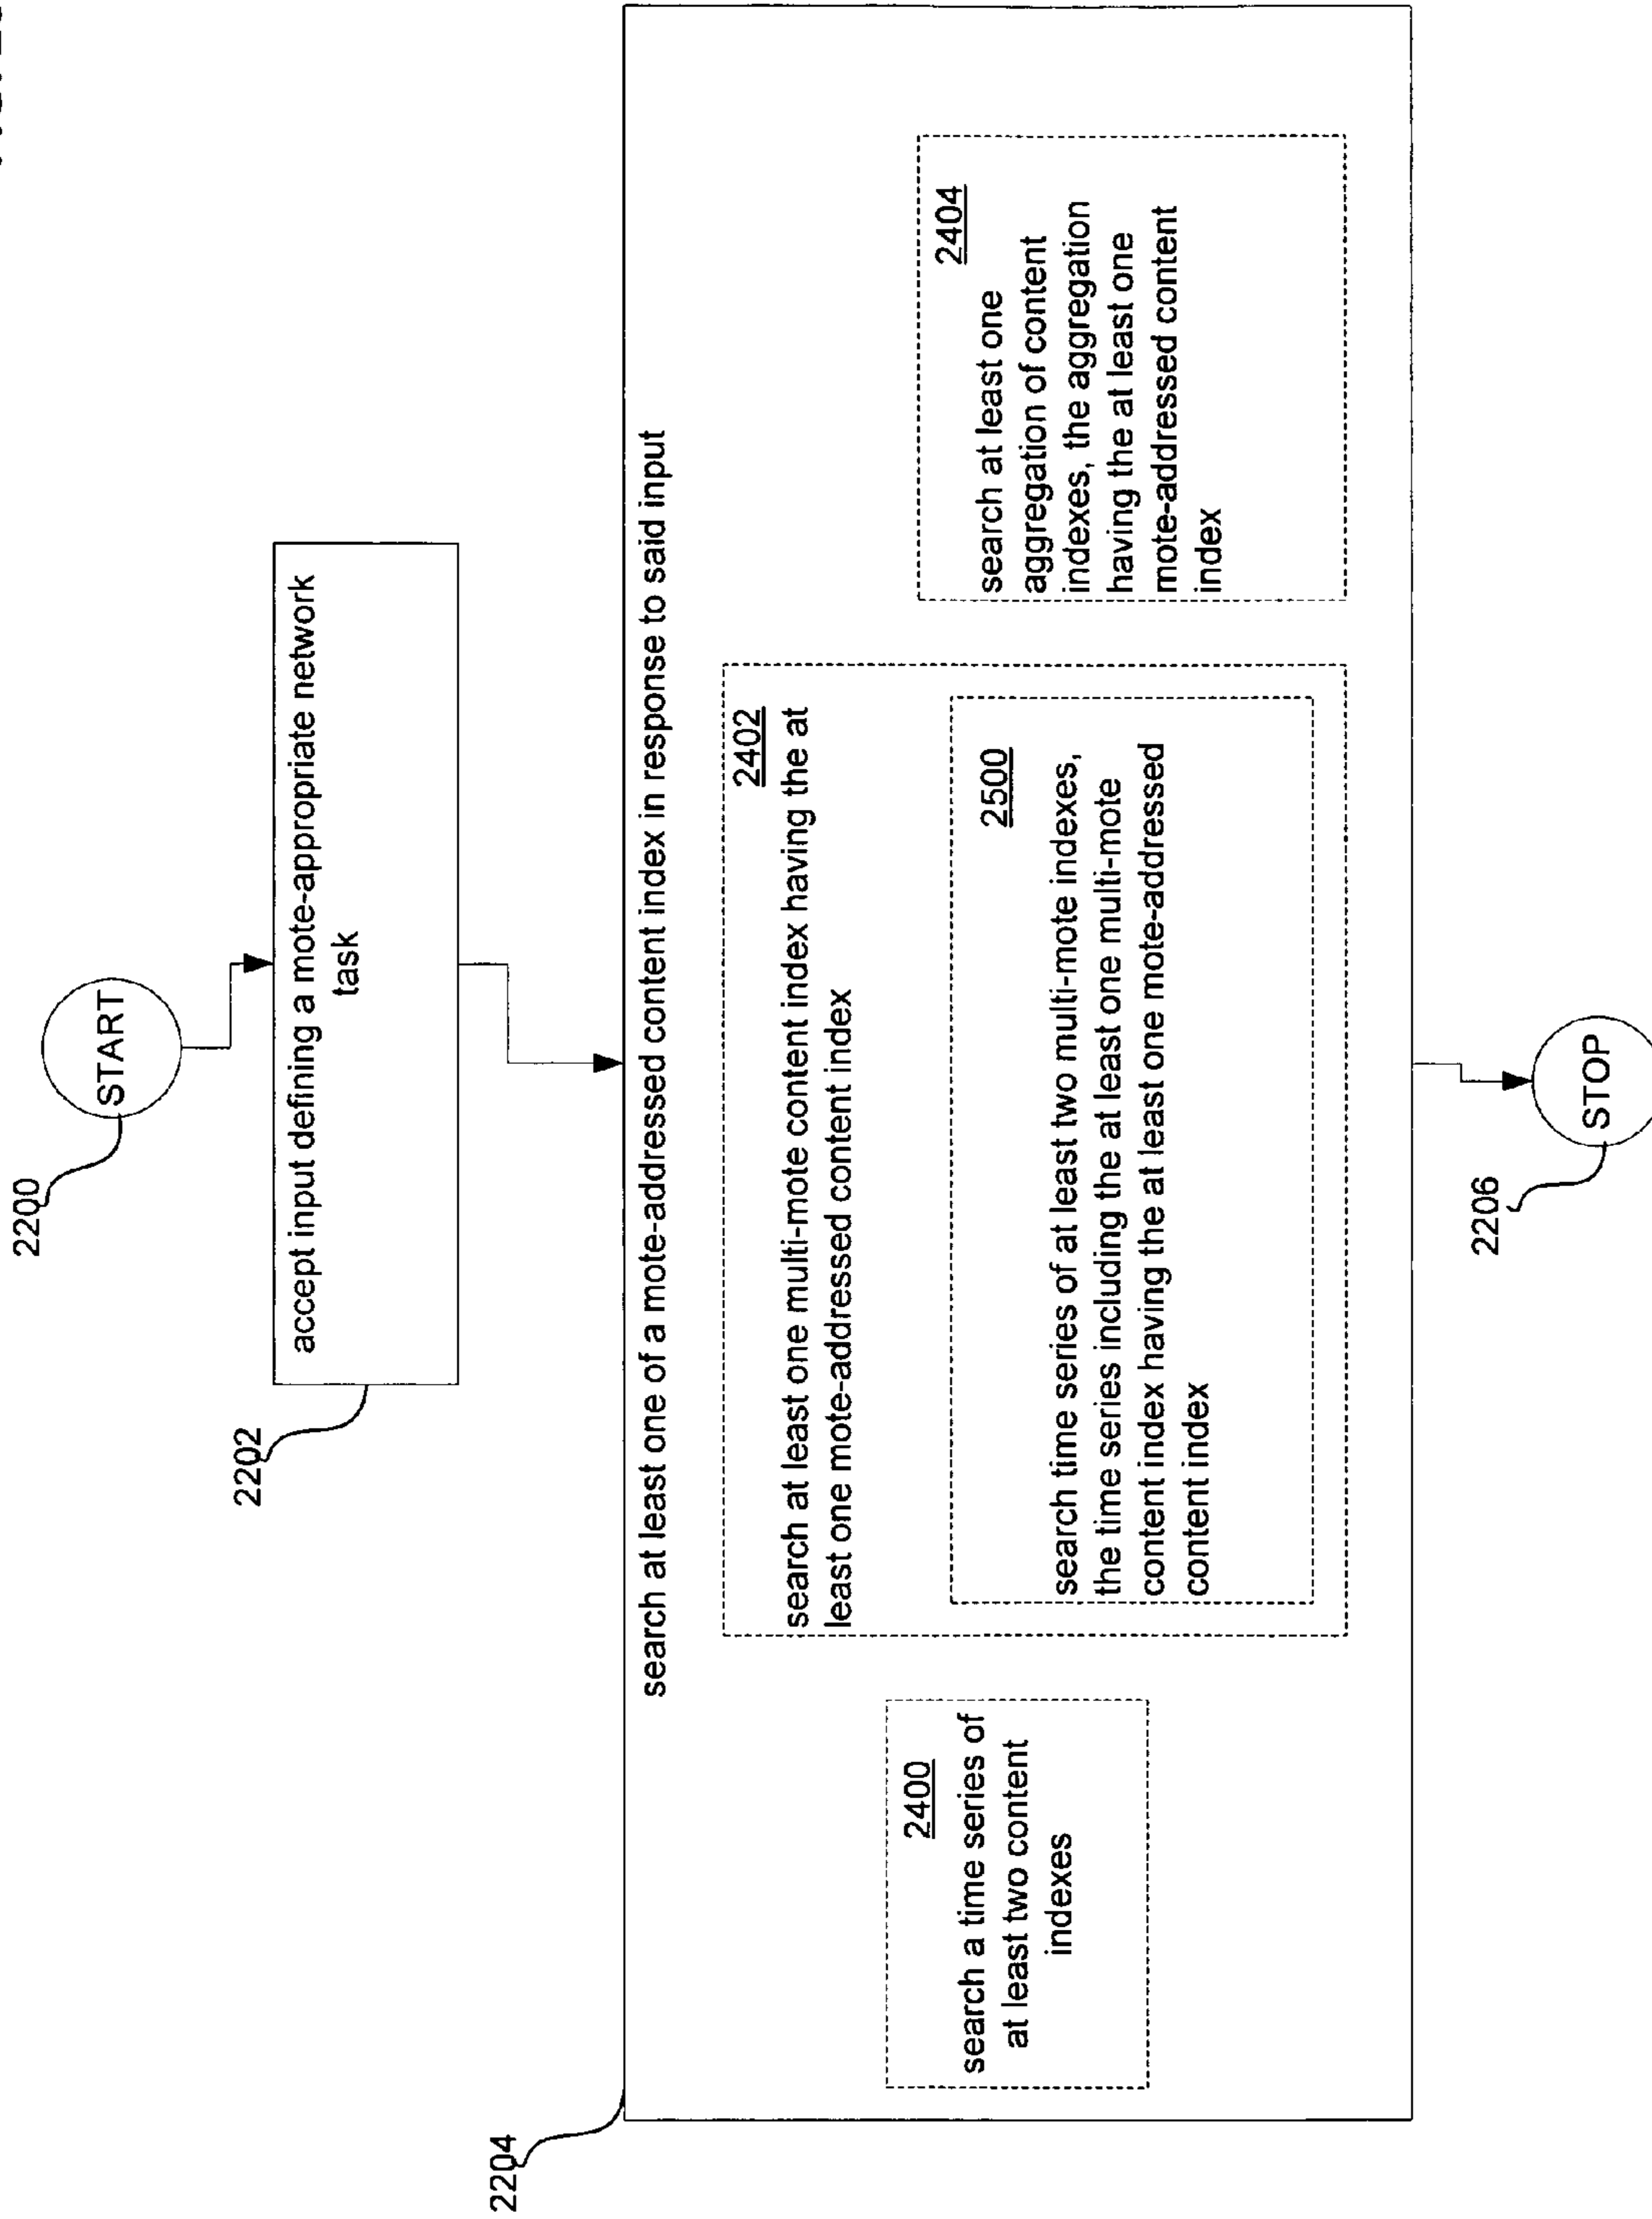 2200
START
2202
accept input defining a mote-appropriate network
task
2204
search at least one of a mote-addressed content index in response to said input
2400
search a time series of
at least two content
indexes
2402
search at least one multi-mote content index having the at
least one mote-addressed content index
2500
search time series of at least two multi-mote indexes,
the time series including the at least one multi-mote
content index having the at least one mote-addressed
content index
2404
search at least one
aggregation of content
indexes, the aggregation
having the at least one
mote-addressed content
index
2206
STOP